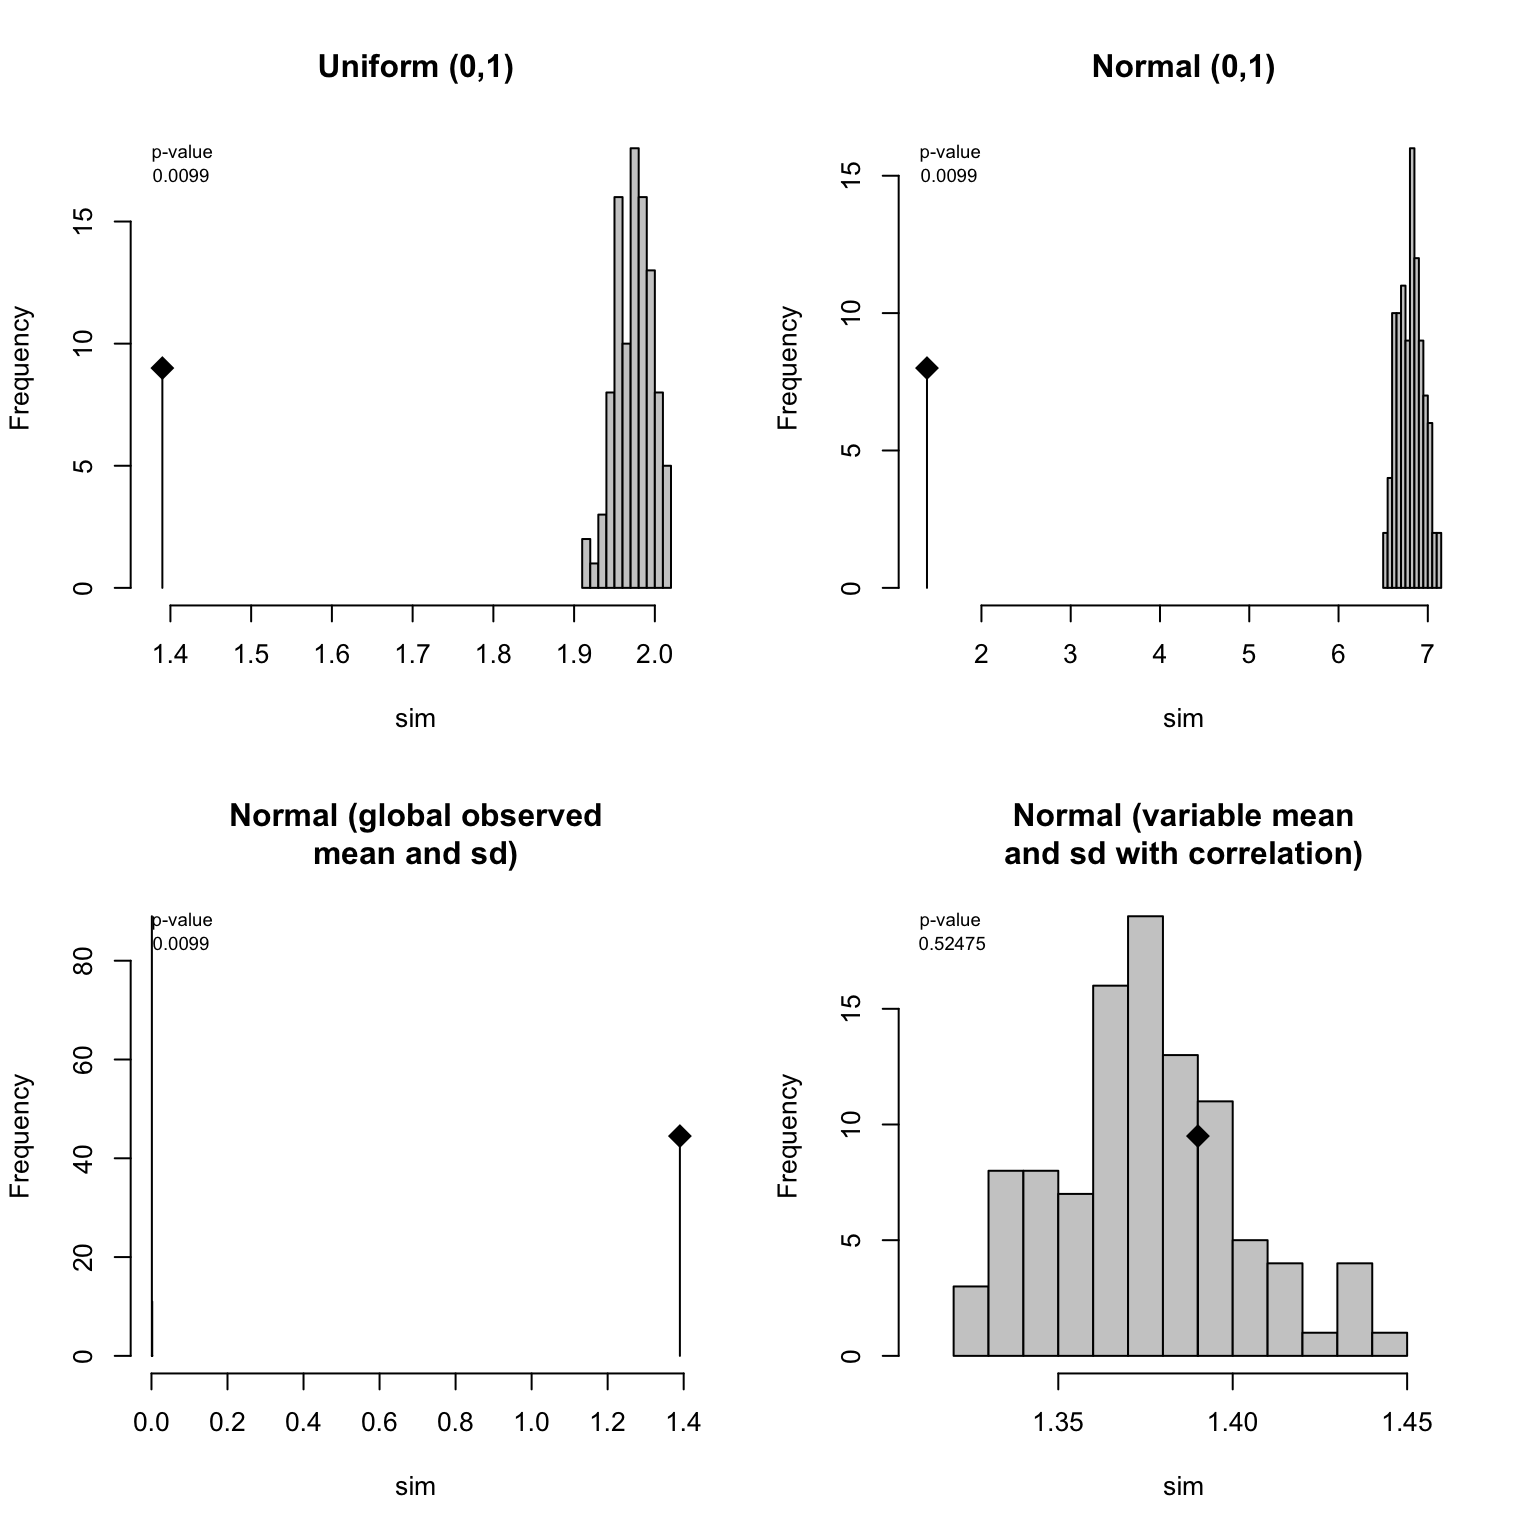 Uniform (0,1)
p-value
0.0099
Frequency
0
5
10
15
1.4 1.5 1.6 1.7 1.8 1.9 2.0
sim
Normal (0,1)
p-value
0.0099
Frequency
0
5
10
15
2 3 4 5 6 7
sim
Normal (global observed
mean and sd)
p-value
0.0099
Frequency
0
20
40
60
80
0.0 0.2 0.4 0.6 0.8 1.0 1.2 1.4
sim
Normal (variable mean
and sd with correlation)
p-value
0.52475
Frequency
0
5
10
15
1.35 1.40 1.45
sim